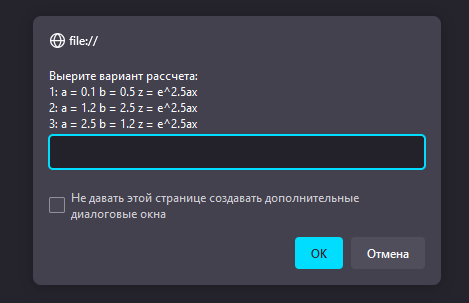 file://
Выерите вариант рассчета:
1: a = 0.1 b = 0.5 z = e^2.5ax
2: a = 1.2 b = 2.5 z = e^2.5ax
3: a = 2.5 b = 1.2 z = e^2.5ax
Не давать этой странице создавать дополнительные
диалоговые окна
OK
Отмена